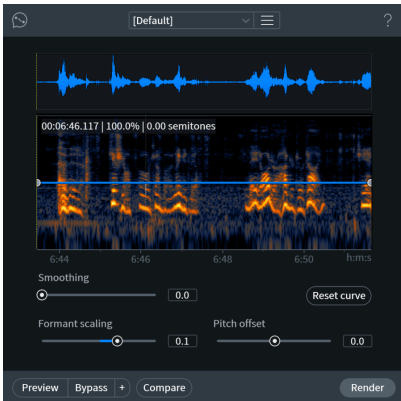 [Default]
?
00:06:46.117 | 100.0% | 0.00 semitones
6:44 6:46 6:48 6:50 h:m:s
Smoothing
0.0 Reset curve
Formant scaling Pitch offset
0.1 0.0
Preview Bypass + Compare Render